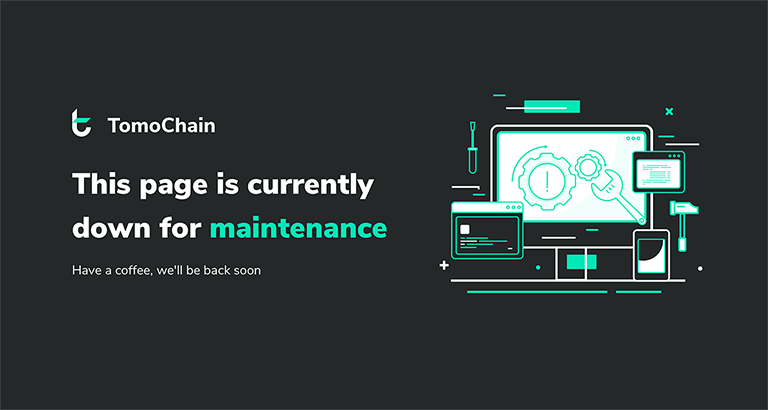 TomoChain
This page is currently
down for maintenance
Have a coffee, we'll be back soon